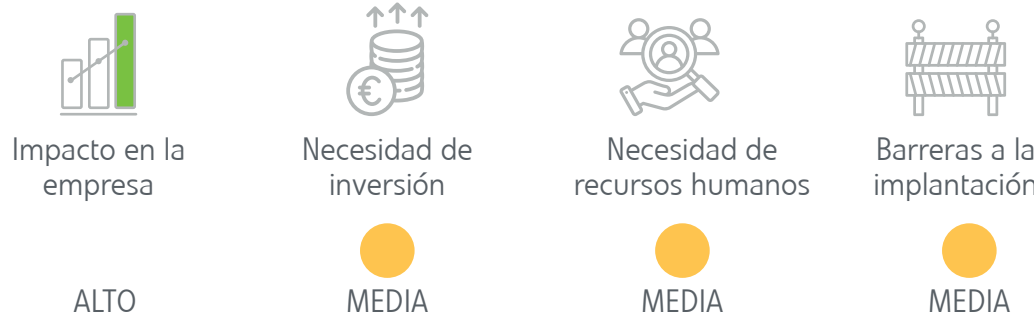 Impacto en la
empresa
ALTO
Necesidad de
inversión
MEDIA
Necesidad de
recursos humanos
MEDIA
Barreras a la
implantación
MEDIA